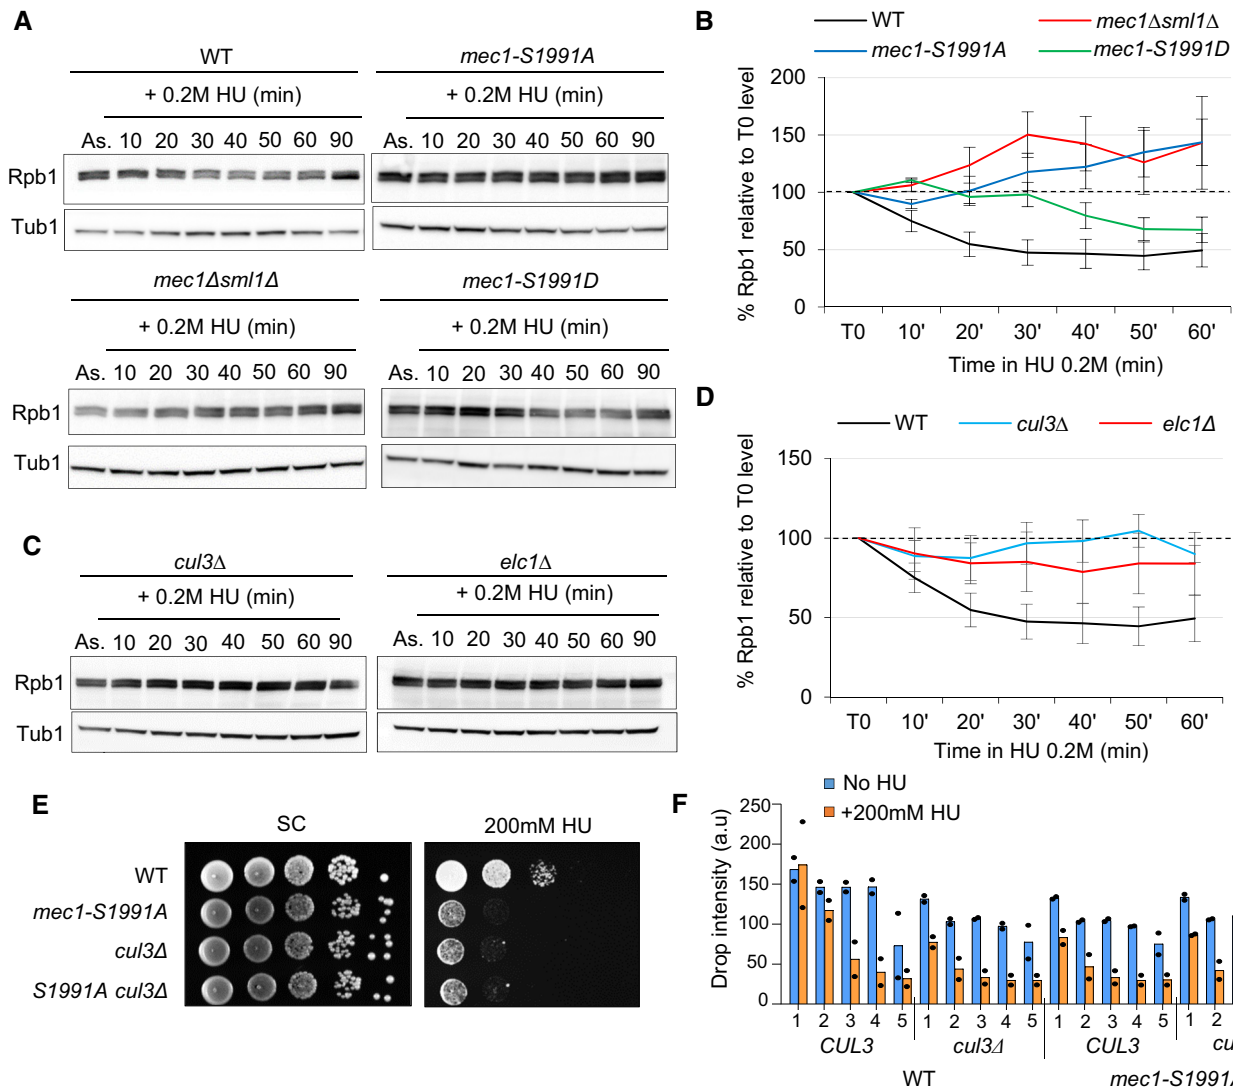 A
WT
+ 0.2M HU (min)
As. 10 20 30 40 50 60 90
Rpb1
Tub1
mec1-S1991A
+ 0.2M HU (min)
As. 10 20 30 40 50 60 90
mec1Δsml1Δ
+ 0.2M HU (min)
As. 10 20 30 40 50 60 90
Rpb1
Tub1
mec1-S1991D
+ 0.2M HU (min)
As. 10 20 30 40 50 60 90
B
WT
mec1Δsml1Δ
mec1-S1991A
mec1-S1991D
% Rpb1 relative to T0 level
200
150
100
50
0
T0 10' 20' 30' 40' 50' 60'
Time in HU 0.2M (min)
C
cul3Δ
+ 0.2M HU (min)
As. 10 20 30 40 50 60 90
Rpb1
Tub1
elc1Δ
+ 0.2M HU (min)
As. 10 20 30 40 50 60 90
D
WT
cul3Δ
elc1Δ
% Rpb1 relative to T0 level
150
100
50
0
T0 10' 20' 30' 40' 50' 60'
Time in HU 0.2M (min)
E
SC
200mM HU
WT
mec1-S1991A
cul3Δ
S1991A cul3Δ
F
No HU
+200mM HU
Drop intensity (a.u)
250
200
150
100
50
0
1 2 3 4 5 1 2 3 4 5 1 2 3 4 5 1 2
CUL3 cul3Δ CUL3 cu
WT mec1-S1991A